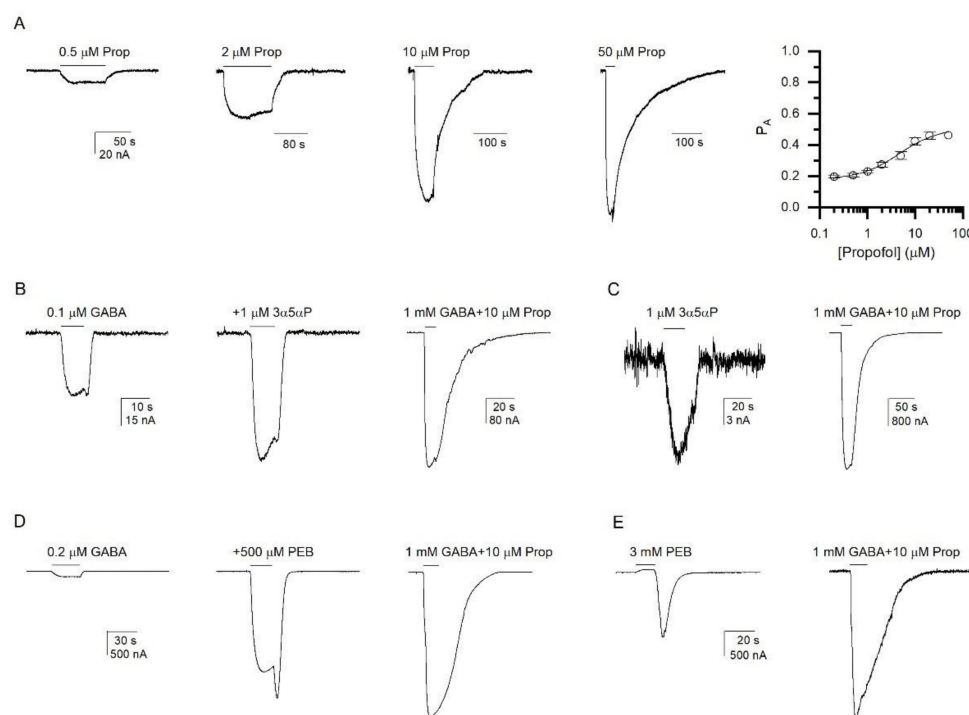 A
0.5 μM Prop
2 μM Prop
10 μM Prop
50 μM Prop
50 s
20 nA
80 s
100 s
100 s
1.0
0.8
0.6
0.4
0.2
0.0
P_A
0.1 1 10 100
[Propofol] (μM)
B
0.1 μM GABA
+1 μM 3α5αP
1 mM GABA+10 μM Prop
10 s
15 nA
20 s
80 nA
C
1 μM 3α5αP
1 mM GABA+10 μM Prop
20 s
3 nA
50 s
800 nA
D
0.2 μM GABA
+500 μM PEB
1 mM GABA+10 μM Prop
30 s
500 nA
E
3 mM PEB
1 mM GABA+10 μM Prop
20 s
500 nA